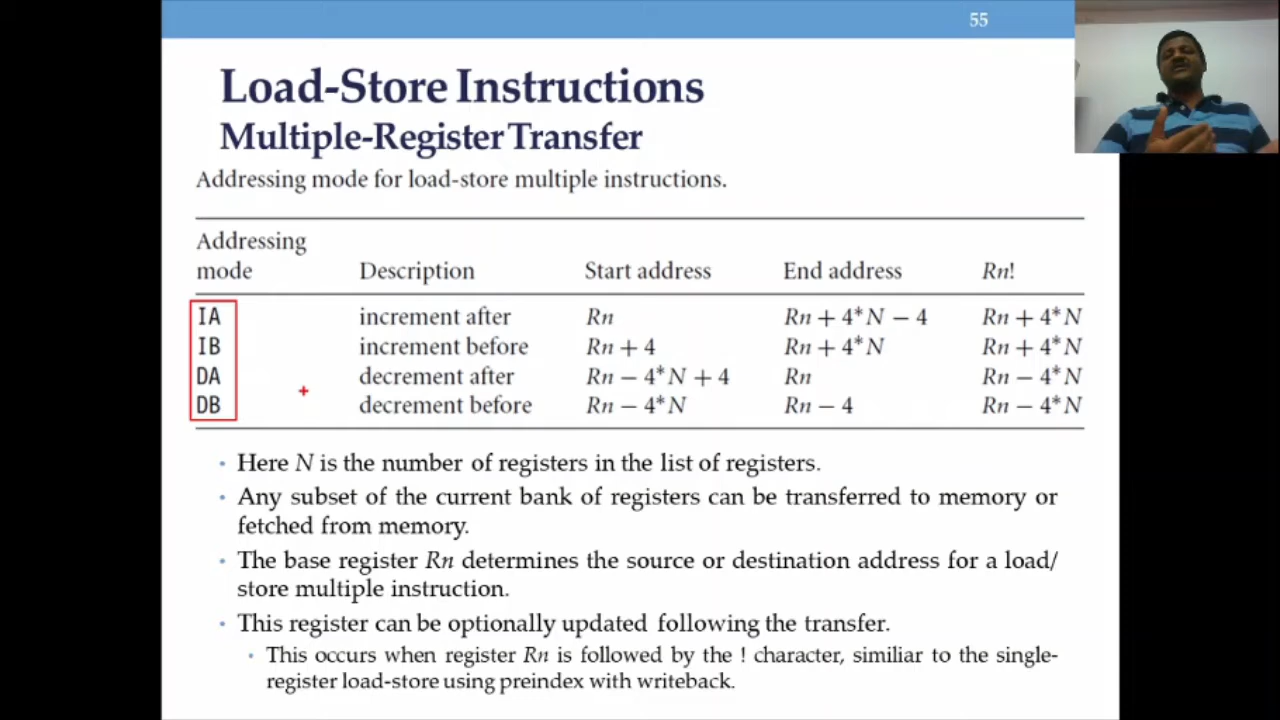 55
Load-Store Instructions
Multiple-Register Transfer
Addressing mode for load-store multiple instructions.
Addressing
mode Description Start address End address Rn!
IA increment after Rn Rn + 4*N − 4 Rn + 4*N
IB increment before Rn + 4 Rn + 4*N Rn + 4*N
DA decrement after Rn − 4*N + 4 Rn Rn − 4*N
DB decrement before Rn − 4*N Rn − 4 Rn − 4*N
• Here N is the number of registers in the list of registers.
• Any subset of the current bank of registers can be transferred to memory or
fetched from memory.
• The base register Rn determines the source or destination address for a load/
store multiple instruction.
• This register can be optionally updated following the transfer.
• This occurs when register Rn is followed by the ! character, similiar to the single-
register load-store using preindex with writeback.